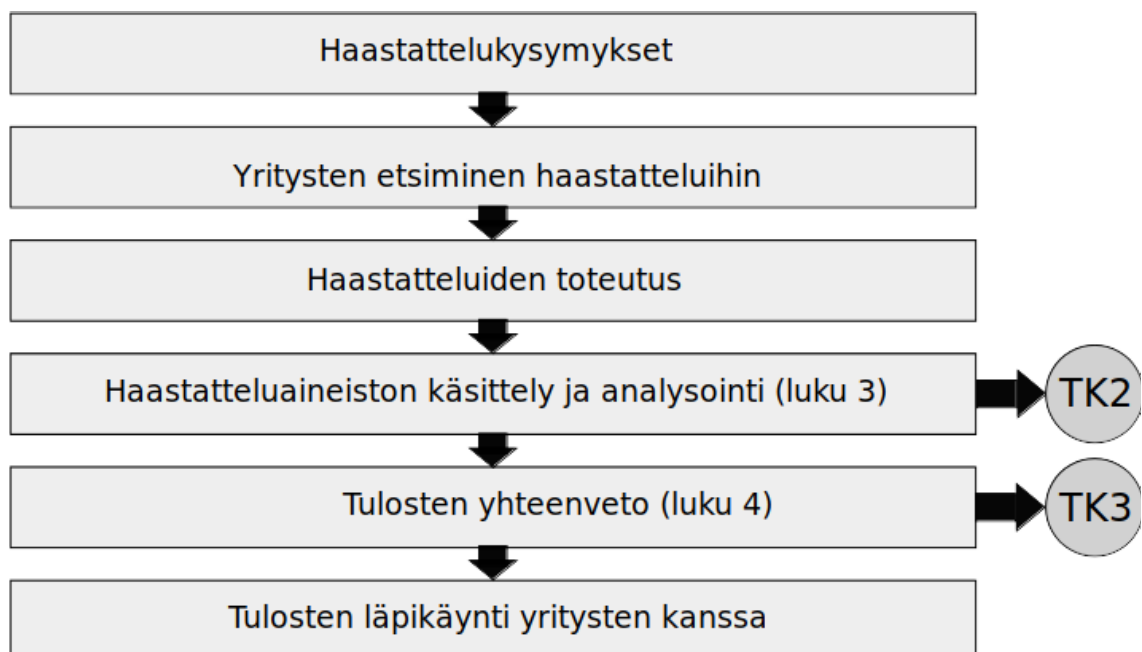 Haastattelukysymykset
Yritysten etsiminen haastatteluihin
Haastatteluiden toteutus
Haastatteluaineiston käsittely ja analysointi (luku 3)
TK2
Tulosten yhteenveto (luku 4)
TK3
Tulosten läpikäynti yritysten kanssa